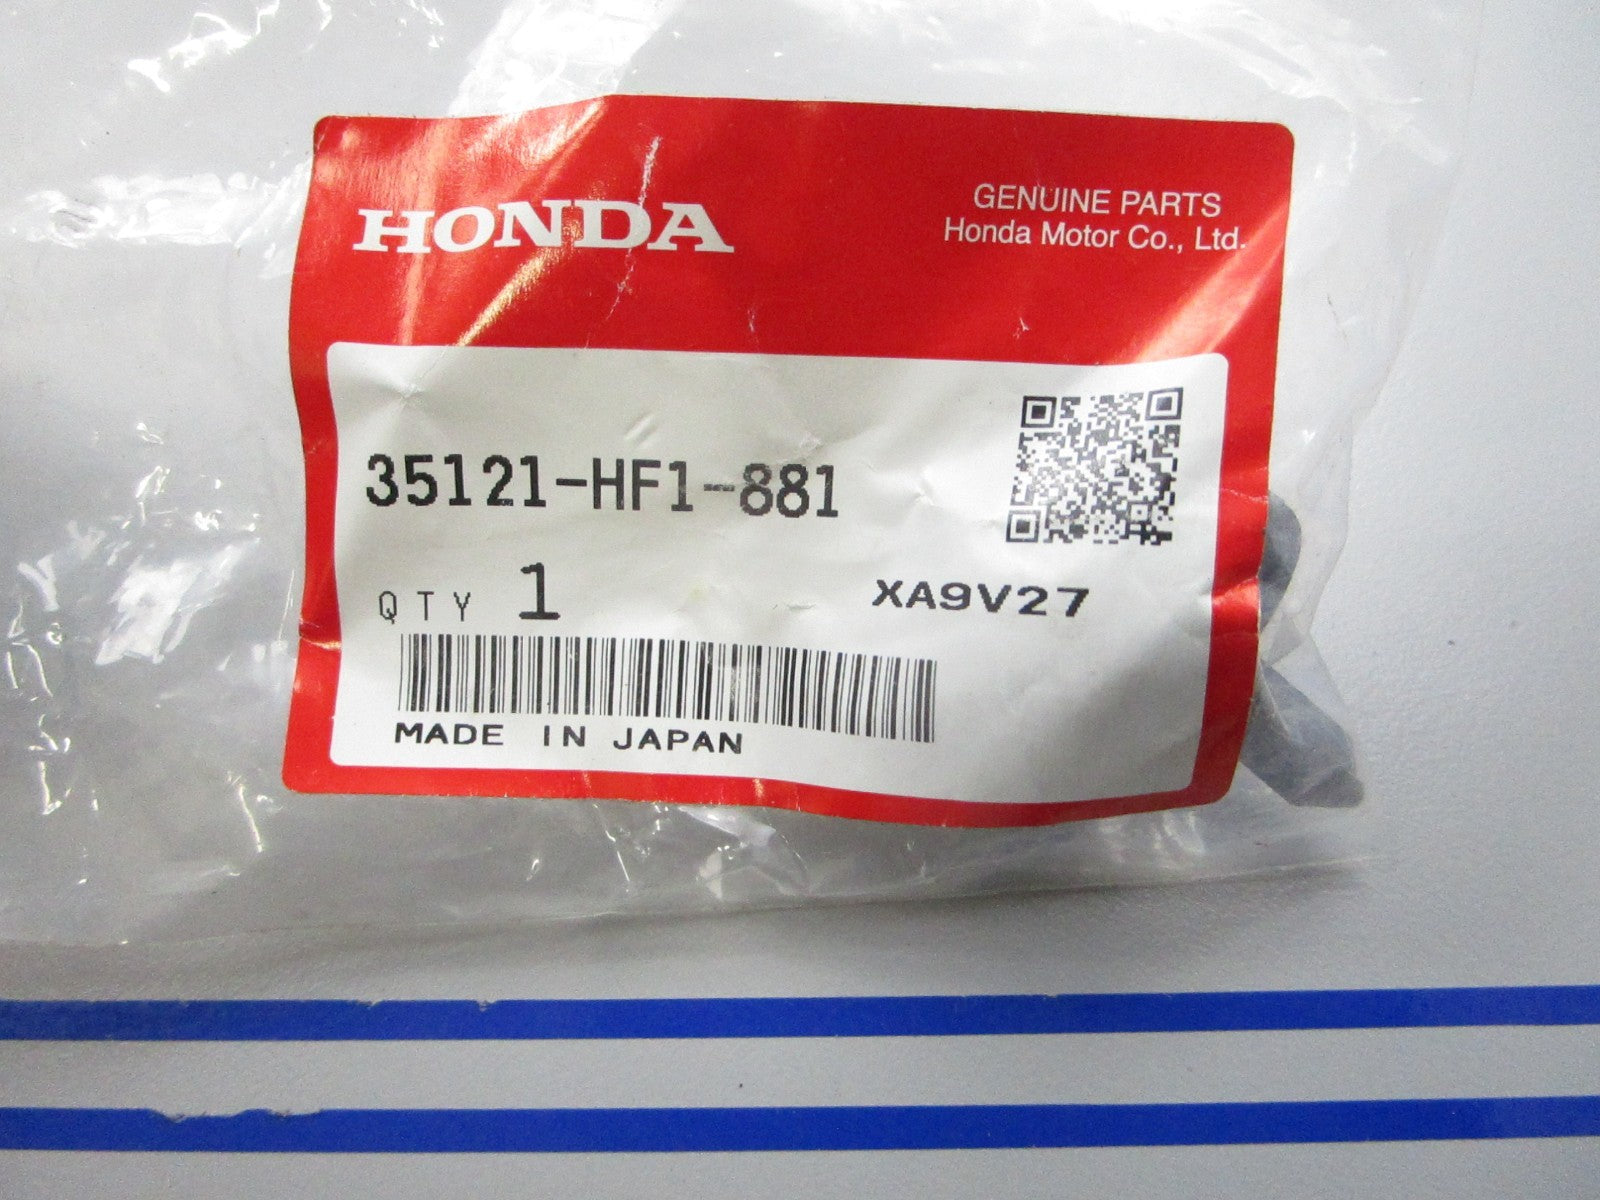 HONDA
GENUINE PARTS
Honda Motor Co., Ltd.
35121-HF1-881
QTY 1
XA9V27
MADE IN JAPAN